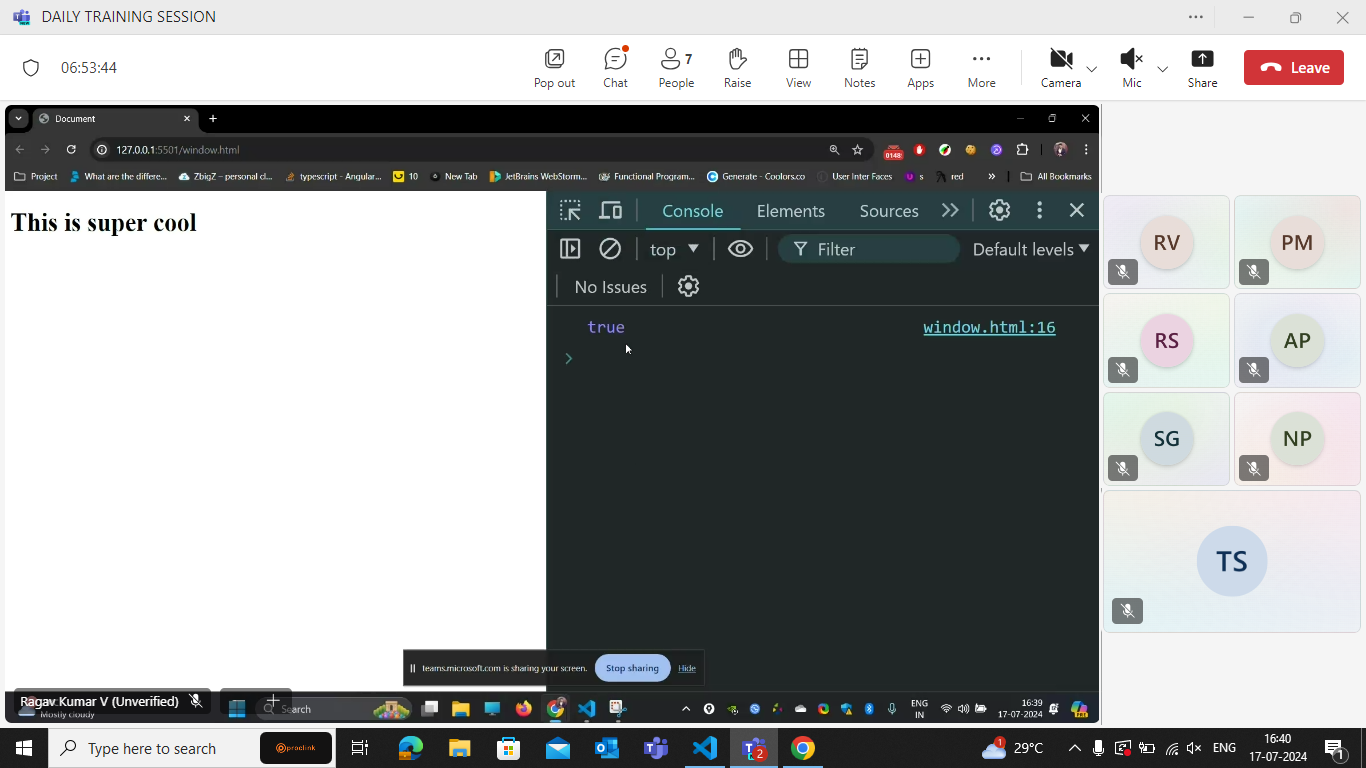 DAILY TRAINING SESSION
06:53:44
Pop out
Chat
People 7
Raise
View
Notes
Apps
More
Camera
Mic
Share
Leave
Document
127.0.0.1:5501/window.html
0148
Project
What are the differe...
ZbigZ – personal cl...
typescript - Angular...
10
New Tab
JetBrains WebStorm...
Functional Program...
Generate - Coolors.co
User Inter Faces
s
red
All Bookmarks
This is super cool
Console
Elements
Sources
top
Filter
Default levels
No Issues
true
window.html:16
RV
PM
RS
AP
SG
NP
TS
teams.microsoft.com is sharing your screen.
Stop sharing
Hide
Ragav Kumar V (Unverified)
Mostly cloudy
Search
ENG
IN
16:39
17-07-2024
Type here to search
proclink
2
1
29°C
ENG
16:40
17-07-2024
1